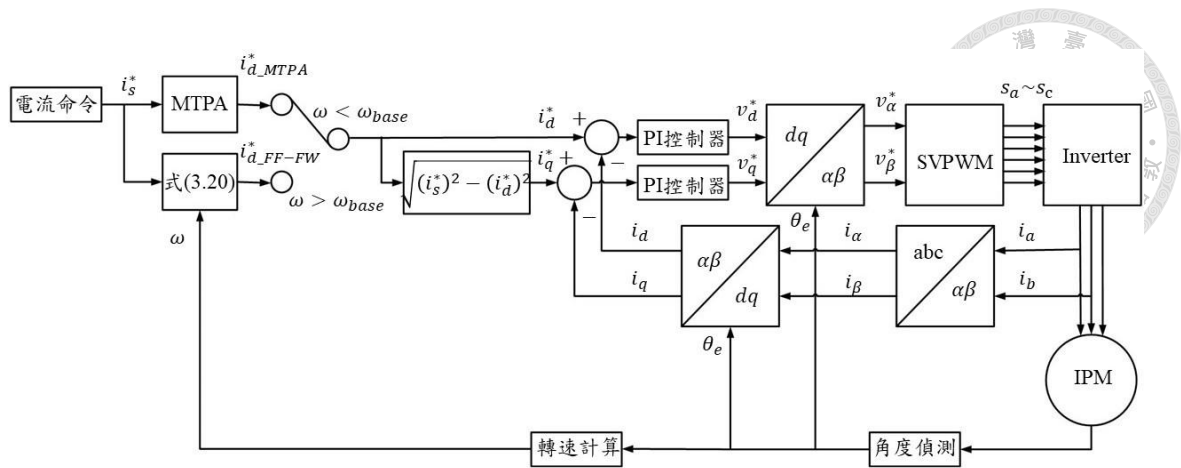 灣 臺
電流命令
i_s^*
MTPA
i_{d\_MTPA}^*
ω < ω_{base}
式(3.20)
i_{d\_FF-FW}^*
ω > ω_{base}
ω
√((i_s^*)^2 − (i_d^*)^2)
i_d^*
+
−
i_q^*
+
−
PI控制器
PI控制器
v_d^*
v_q^*
dq
αβ
θ_e
v_α^*
v_β^*
SVPWM
s_a~s_c
Inverter
i_d
i_q
αβ
dq
θ_e
i_α
i_β
abc
αβ
i_a
i_b
IPM
轉速計算
角度偵測